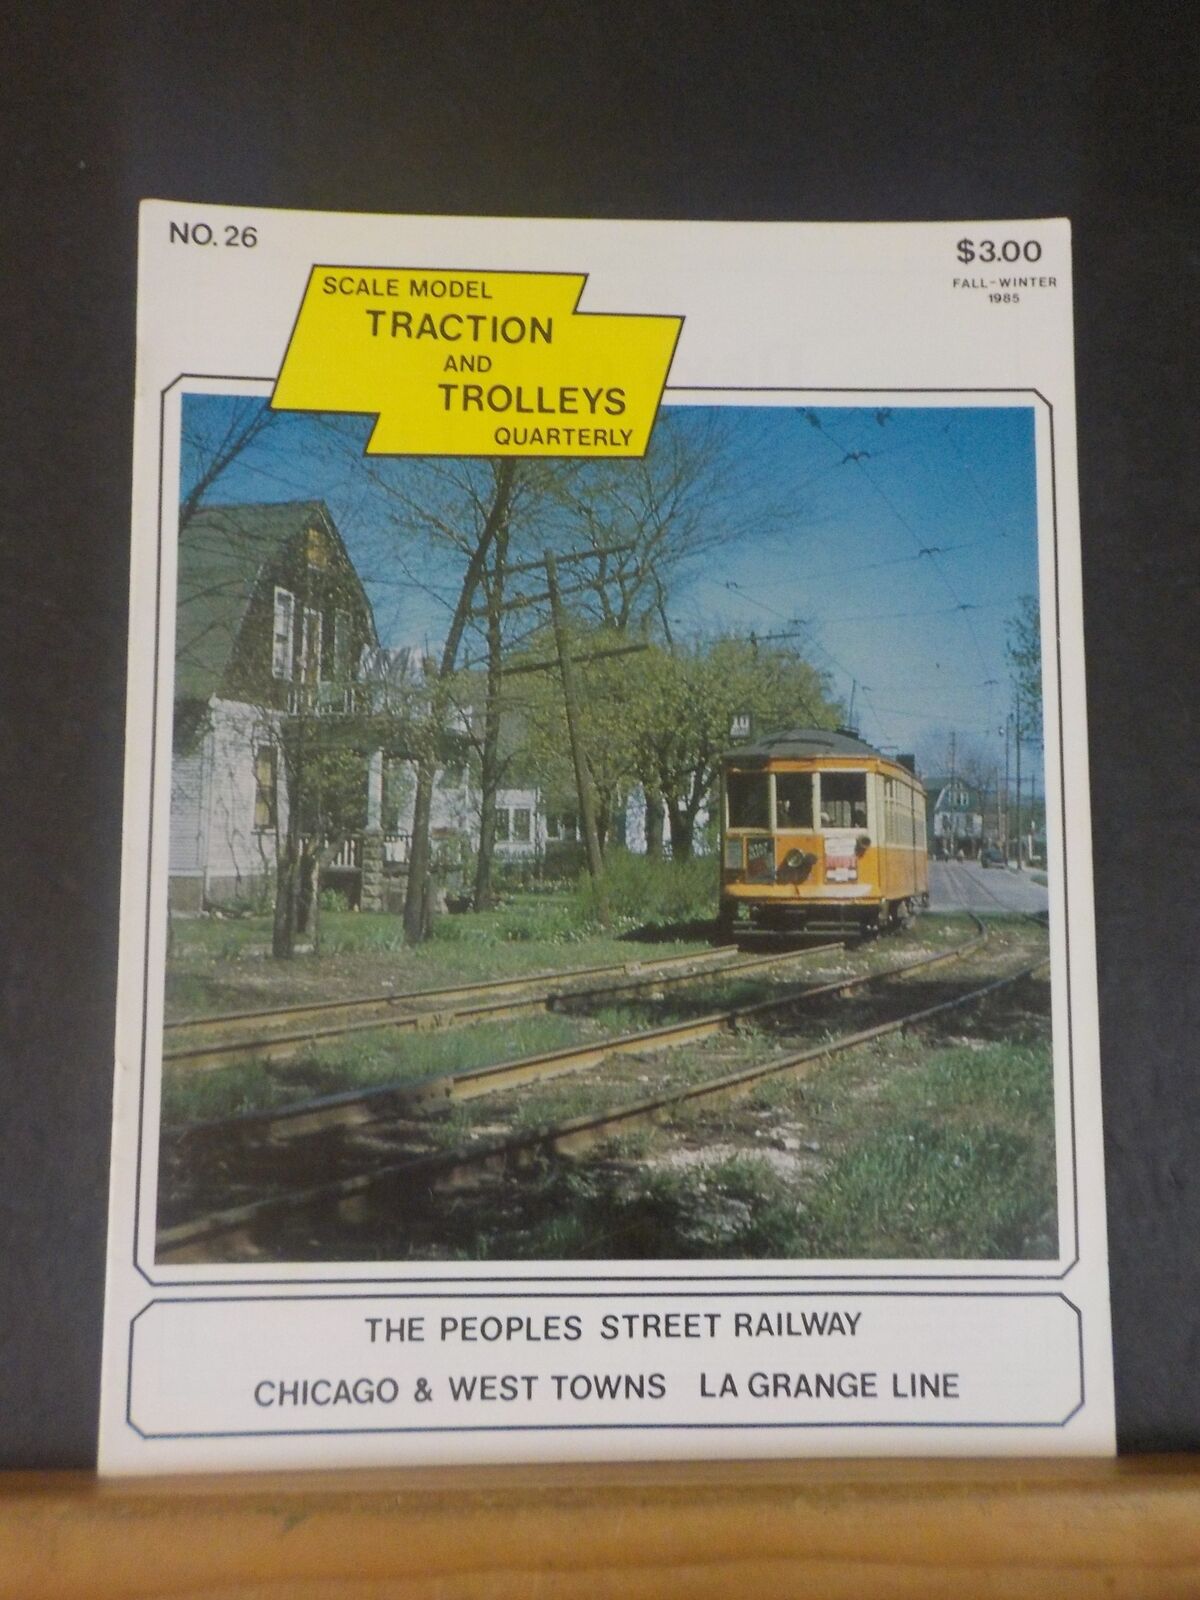 NO. 26
$3.00
FALL-WINTER
1985
SCALE MODEL
TRACTION
AND
TROLLEYS
QUARTERLY
10
THE PEOPLES STREET RAILWAY
CHICAGO & WEST TOWNS LA GRANGE LINE